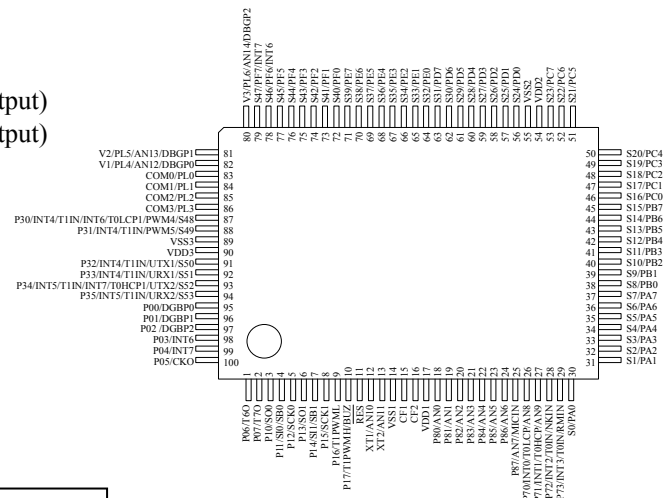 tput)
tput)
V3/PL6/AN14/DBGP2
S47/PF7/INT7
S46/PF6/INT6
S45/PF5
S44/PF4
S43/PF3
S42/PF2
S41/PF1
S40/PF0
S39/PE7
S38/PE6
S37/PE5
S36/PE4
S35/PE3
S34/PE2
S33/PE1
S32/PE0
S31/PD7
S30/PD6
S29/PD5
S28/PD4
S27/PD3
S26/PD2
S25/PD1
S24/PD0
VSS2
VDD2
S23/PC7
S22/PC6
S21/PC5
80 79 78 77 76 75 74 73 72 71 70 69 68 67 66 65 64 63 62 61 60 59 58 57 56 55 54 53 52 51
V2/PL5/AN13/DBGP1 81
V1/PL4/AN12/DBGP0 82
COM0/PL0 83
COM1/PL1 84
COM2/PL2 85
COM3/PL3 86
P30/INT4/T1IN/INT6/T0LCP1/PWM4/S48 87
P31/INT4/T1IN/PWM5/S49 88
VSS3 89
VDD3 90
P32/INT4/T1IN/UTX1/S50 91
P33/INT4/T1IN/URX1/S51 92
P34/INT5/T1IN/INT7/T0HCP1/UTX2/S52 93
P35/INT5/T1IN/URX2/S53 94
P00/DGBP0 95
P01/DGBP1 96
P02 /DGBP2 97
P03/INT6 98
P04/INT7 99
P05/CKO 100
50 S20/PC4
49 S19/PC3
48 S18/PC2
47 S17/PC1
46 S16/PC0
45 S15/PB7
44 S14/PB6
43 S13/PB5
42 S12/PB4
41 S11/PB3
40 S10/PB2
39 S9/PB1
38 S8/PB0
37 S7/PA7
36 S6/PA6
35 S5/PA5
34 S4/PA4
33 S3/PA3
32 S2/PA2
31 S1/PA1
1 2 3 4 5 6 7 8 9 10 11 12 13 14 15 16 17 18 19 20 21 22 23 24 25 26 27 28 29 30
P06/T6O
P07/T7O
P10/SO0
P11/SI0/SB0
P12/SCK0
P13/SO1
P14/SI1/SB1
P15/SCK1
P16/T1PWML
P17/T1PWMH/BUZ
RES
XT1/AN10
XT2/AN11
VSS1
CF1
CF2
VDD1
P80/AN0
P81/AN1
P82/AN2
P83/AN3
P84/AN4
P85/AN5
P86/AN6
P87/AN7/MICIN
P70/INT0/T0LCP/AN8
P71/INT1/T0HCP/AN9
P72/INT2/T0IN/NKIN
P73/INT3/T0IN/RMIN
S0/PA0